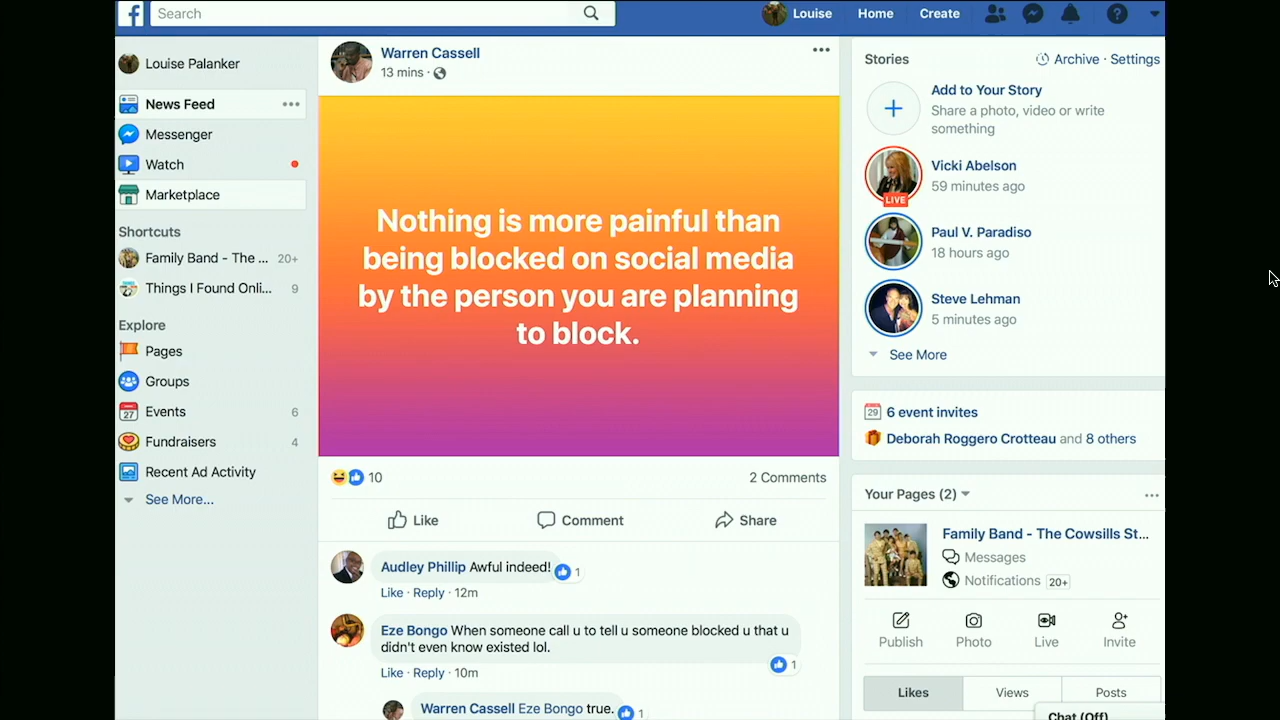 Search
Louise
Home
Create
Louise Palanker
News Feed
Messenger
Watch
Marketplace
Shortcuts
Family Band - The ... 20+
Things I Found Onli... 9
Explore
Pages
Groups
27 Events 6
Fundraisers 4
Recent Ad Activity
See More...
Warren Cassell
13 mins ·
Nothing is more painful than
being blocked on social media
by the person you are planning
to block.
10
2 Comments
Like
Comment
Share
Audley Phillip Awful indeed! 1
Like · Reply · 12m
Eze Bongo When someone call u to tell u someone blocked u that u
didn't even know existed lol.
1
Like · Reply · 10m
Warren Cassell Eze Bongo true. 1
Stories
Archive · Settings
Add to Your Story
Share a photo, video or write
something
Vicki Abelson
59 minutes ago
LIVE
Paul V. Paradiso
18 hours ago
Steve Lehman
5 minutes ago
See More
29 6 event invites
Deborah Roggero Crotteau and 8 others
Your Pages (2)
Family Band - The Cowsills St...
Messages
Notifications 20+
Publish
Photo
Live
Invite
Likes
Views
Posts
Chat (Off)